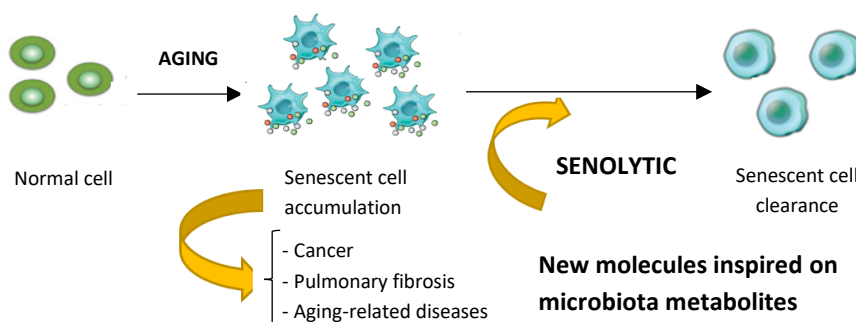 AGING
Normal cell
Senescent cell
accumulation
SENOLYTIC
Senescent cell
clearance
- Cancer
- Pulmonary fibrosis
- Aging-related diseases
New molecules inspired on
microbiota metabolites